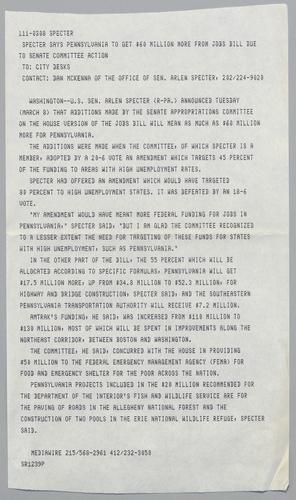 111-0308 SPECTER
SPECTER SAYS PENNSYLVANIA TO GET $60 MILLION MORE FROM JOBS BILL DUE
TO SENATE COMMITTEE ACTION
TO: CITY DESKS
CONTACT: DAN MCKENNA OF THE OFFICE OF SEN. ARLEN SPECTER, 202/224-9020
WASHINGTON--U.S. SEN. ARLEN SPECTER (R-PA.) ANNOUNCED TUESDAY
(MARCH 8) THAT ADDITIONS MADE BY THE SENATE APPROPRIATIONS COMMITTEE
ON THE HOUSE VERSION OF THE JOBS BILL WILL MEAN AS MUCH AS $60 MILLION
MORE FOR PENNSYLVANIA.
THE ADDITIONS WERE MADE WHEN THE COMMITTEE, OF WHICH SPECTER IS A
MEMBER, ADOPTED BY A 20-6 VOTE AN AMENDMENT WHICH TARGETS 45 PERCENT
OF THE FUNDING TO AREAS WITH HIGH UNEMPLOYMENT RATES.
SPECTER HAD OFFERED AN AMENDMENT WHICH WOULD HAVE TARGETED
80 PERCENT TO HIGH UNEMPLOYMENT STATES. IT WAS DEFEATED BY AN 18-6
VOTE.
"MY AMENDMENT WOULD HAVE MEANT MORE FEDERAL FUNDING FOR JOBS IN
PENNSYLVANIA," SPECTER SAID, "BUT I AM GLAD THE COMMITTEE RECOGNIZED
TO A LESSER EXTENT THE NEED FOR TARGETING OF THESE FUNDS FOR STATES
WITH HIGH UNEMPLOYMENT, SUCH AS PENNSYLVANIA."
IN THE OTHER PART OF THE BILL, THE 55 PERCENT WHICH WILL BE
ALLOCATED ACCORDING TO SPECIFIC FORMULAS, PENNSYLVANIA WILL GET
$17.5 MILLION MORE, UP FROM $34.8 MILLION TO $52.3 MILLION, FOR
HIGHWAY AND BRIDGE CONSTRUCTION, SPECTER SAID, AND THE SOUTHEASTERN
PENNSYLVANIA TRANSPORTATION AUTHORITY WILL RECEIVE $7.2 MILLION.
AMTRAK'S FUNDING, HE SAID, WAS INCREASED FROM $110 MILLION TO
$130 MILLION, MOST OF WHICH WILL BE SPENT IN IMPROVEMENTS ALONG THE
NORTHEAST CORRIDOR, BETWEEN BOSTON AND WASHINGTON.
THE COMMITTEE, HE SAID, CONCURRED WITH THE HOUSE IN PROVIDING
$50 MILLION TO THE FEDERAL EMERGENCY MANAGEMENT AGENCY (FEMA) FOR
FOOD AND EMERGENCY SHELTER FOR THE POOR ACROSS THE NATION.
PENNSYLVANIA PROJECTS INCLUDED IN THE $20 MILLION RECOMMENDED FOR
THE DEPARTMENT OF THE INTERIOR'S FISH AND WILDLIFE SERVICE ARE FOR
THE PAVING OF ROADS IN THE ALLEGHENY NATIONAL FOREST AND THE
CONSTRUCTION OF TWO POOLS IN THE ERIE NATIONAL WILDLIFE REFUGE, SPECTER
SAID.
MEDIAWIRE 215/568-2961 412/232-3650
SR1239P